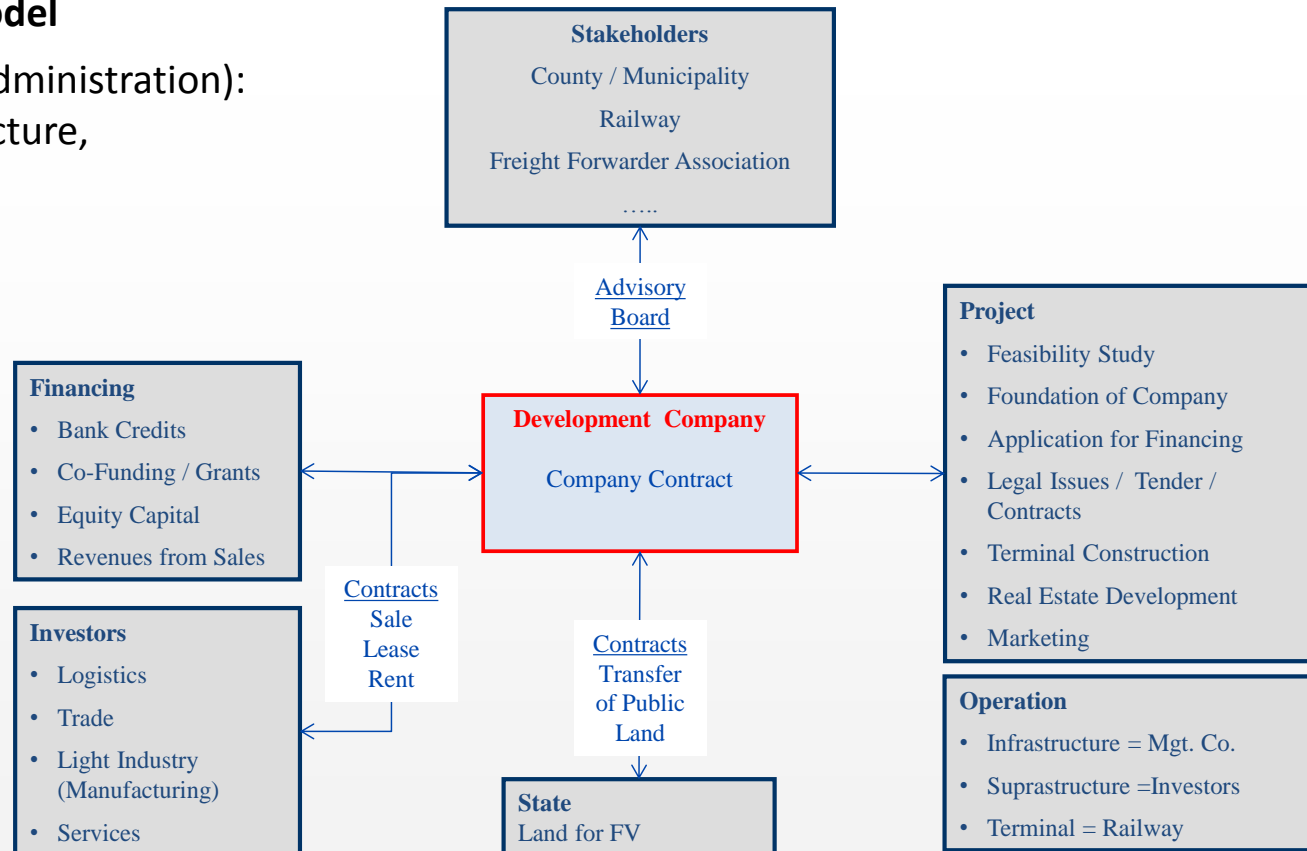 odel
dministration):
cture,
Stakeholders
County / Municipality
Railway
Freight Forwarder Association
…..
Advisory
Board
Project
• Feasibility Study
• Foundation of Company
• Application for Financing
• Legal Issues / Tender /
Contracts
• Terminal Construction
• Real Estate Development
• Marketing
Financing
• Bank Credits
• Co-Funding / Grants
• Equity Capital
• Revenues from Sales
Development Company
Company Contract
Contracts
Sale
Lease
Rent
Contracts
Transfer
of Public
Land
Investors
• Logistics
• Trade
• Light Industry
(Manufacturing)
• Services
State
Land for FV
Operation
• Infrastructure = Mgt. Co.
• Suprastructure =Investors
• Terminal = Railway